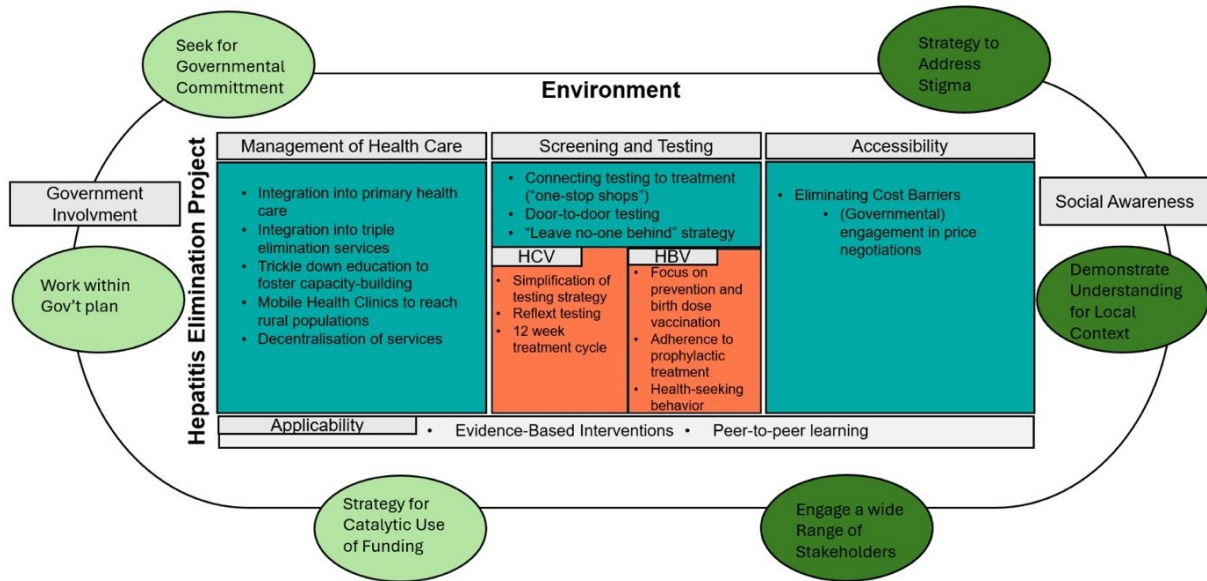 Seek for
Governmental
Committment
Strategy to
Address
Stigma
Environment
Hepatitis Elimination Project
Government
Involvment
Work within
Gov't plan
Management of Health Care
• Integration into primary health
care
• Integration into triple
elimination services
• Trickle down education to
foster capacity-building
• Mobile Health Clinics to reach
rural populations
• Decentralisation of services
Screening and Testing
• Connecting testing to treatment
("one-stop shops")
• Door-to-door testing
• "Leave no-one behind" strategy
HCV
• Simplification of
testing strategy
• Reflext testing
• 12 week
treatment cycle
HBV
• Focus on
prevention and
birth dose
vaccination
• Adherence to
prophylactic
treatment
• Health-seeking
behavior
Accessibility
• Eliminating Cost Barriers
• (Governmental)
engagement in price
negotiations
Social Awareness
Demonstrate
Understanding
for Local
Context
Applicability
• Evidence-Based Interventions • Peer-to-peer learning
Strategy for
Catalytic Use
of Funding
Engage a wide
Range of
Stakeholders